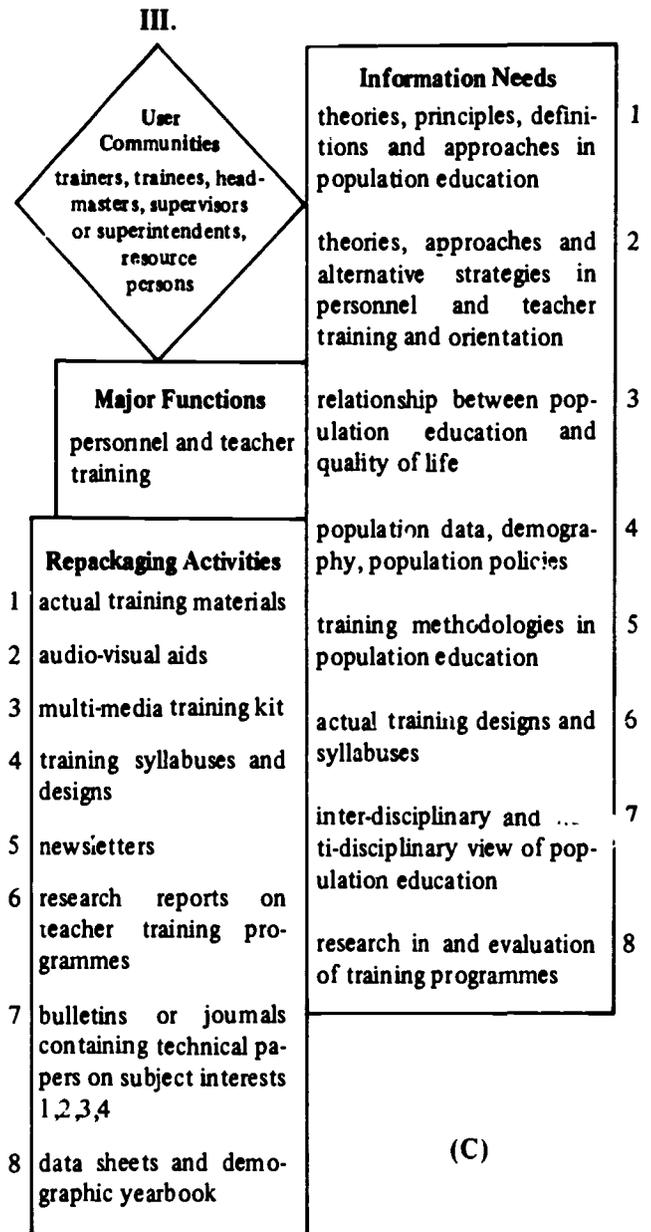 III.
User
Communities
trainers, trainees, head-
masters, supervisors
or superintendents,
resource
persons
Major Functions
personnel and teacher
training
Repackaging Activities
1 actual training materials
2 audio-visual aids
3 multi-media training kit
4 training syllabuses and
designs
5 newsletters
6 research reports on
teacher training pro-
grammes
7 bulletins or journals
containing technical pa-
pers on subject interests
1,2,3,4
8 data sheets and demo-
graphic yearbook
Information Needs
theories, principles, defini- 1
tions and approaches in
population education
theories, approaches and 2
alternative strategies in
personnel and teacher
training and orientation
relationship between pop- 3
ulation education and
quality of life
population data, demogra- 4
phy, population policies
training methodologies in 5
population education
actual training designs and 6
syllabuses
inter-disciplinary and 7
ti-disciplinary view of pop-
ulation education
research in and evaluation 8
of training programmes
(C)